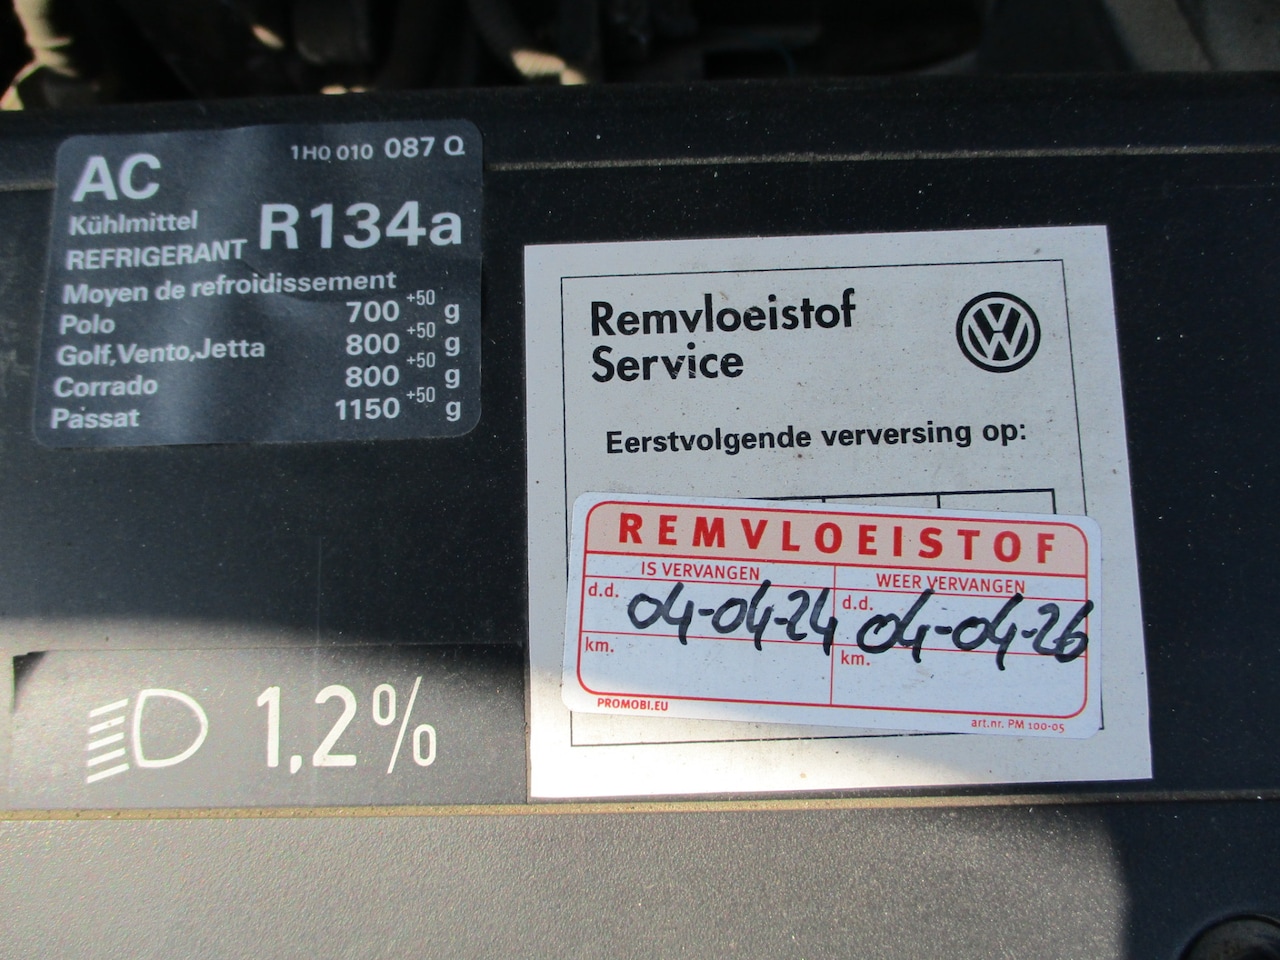 AC 1H0 010 087 Q
Kühlmittel
REFRIGERANT R134a
Moyen de refroidissement
Polo 700 +50 g
Golf,Vento,Jetta 800 +50 g
Corrado 800 +50 g
Passat 1150 +50 g
1,2%
Remvloeistof
Service
Eerstvolgende verversing op:
REMVLOEISTOF
IS VERVANGEN WEER VERVANGEN
d.d. 04-04-24 d.d. 04-04-26
km. km.
PROMOBI.EU art.nr. PM 100-05